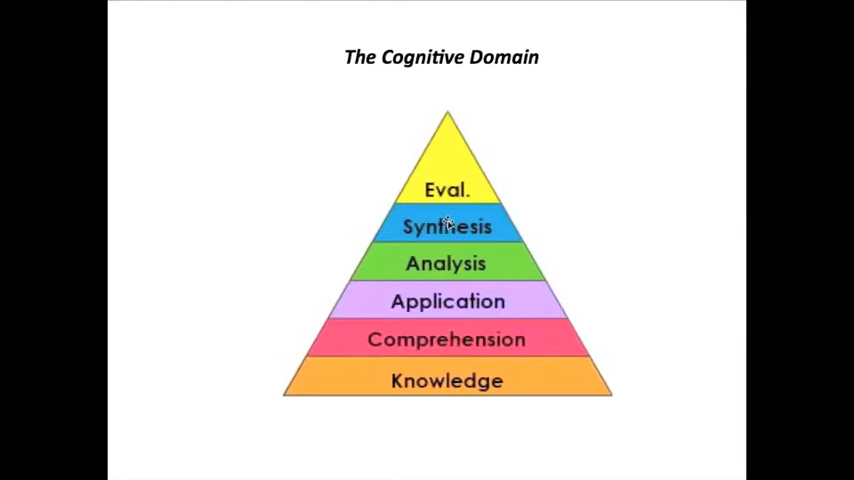 The Cognitive Domain
Eval.
Synthesis
Analysis
Application
Comprehension
Knowledge